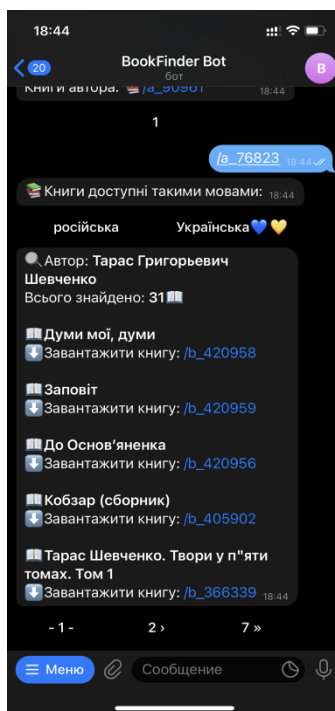 18:44
20
BookFinder Bot
бот
B
Книги автора: /a_90961 18:44
1
/a_76823 18:44
Книги доступні такими мовами: 18:44
російська Українська
Автор: Тарас Григорьевич
Шевченко
Всього знайдено: 31
Думи мої, думи
Завантажити книгу: /b_420958
Заповіт
Завантажити книгу: /b_420959
До Основ’яненка
Завантажити книгу: /b_420956
Кобзар (сборник)
Завантажити книгу: /b_405902
Тарас Шевченко. Твори у п"яти
томах. Том 1
Завантажити книгу: /b_366339 18:44
-1- 2 › 7 »
Меню Сообщение